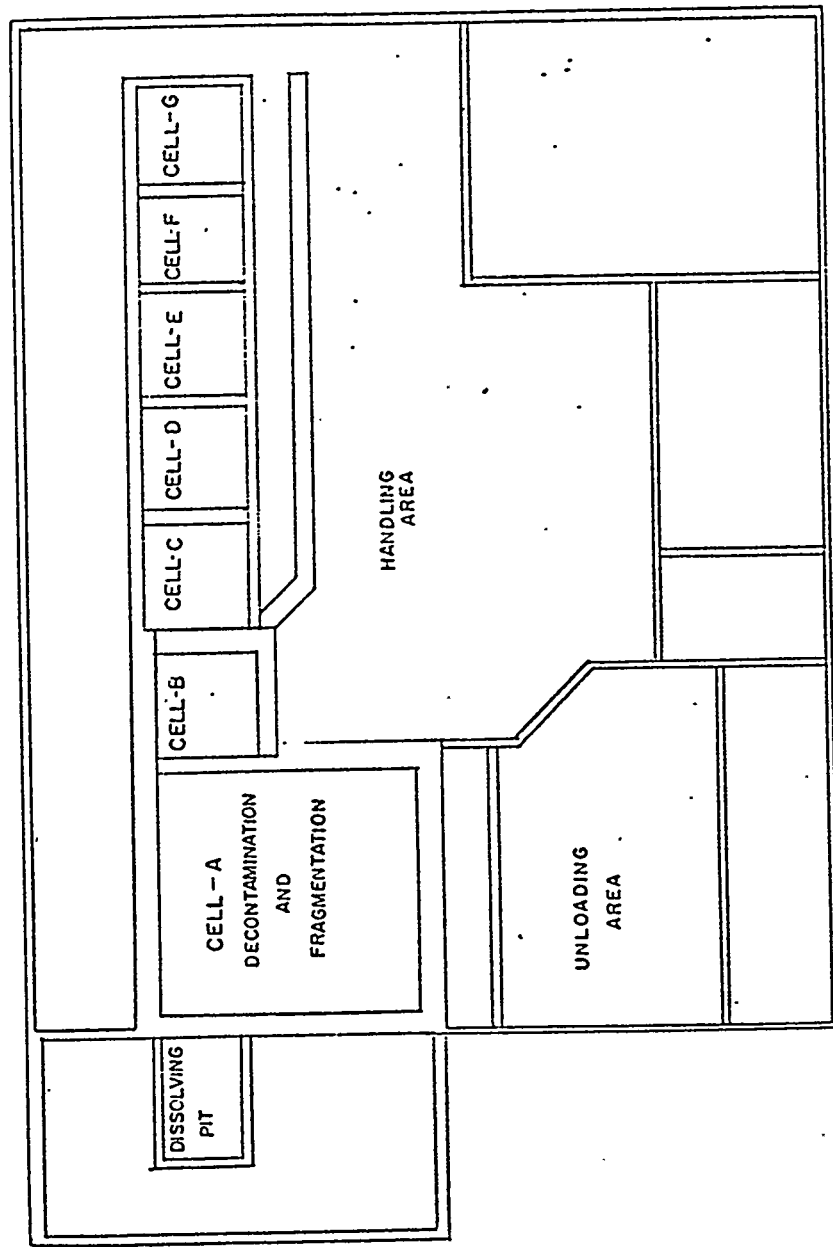 DISSOLVING
PIT
CELL-A
DECONTAMINATION
AND
FRAGMENTATION
CELL-B
CELL-C
CELL-D
CELL-E
CELL-F
CELL-G
HANDLING
AREA
UNLOADING
AREA